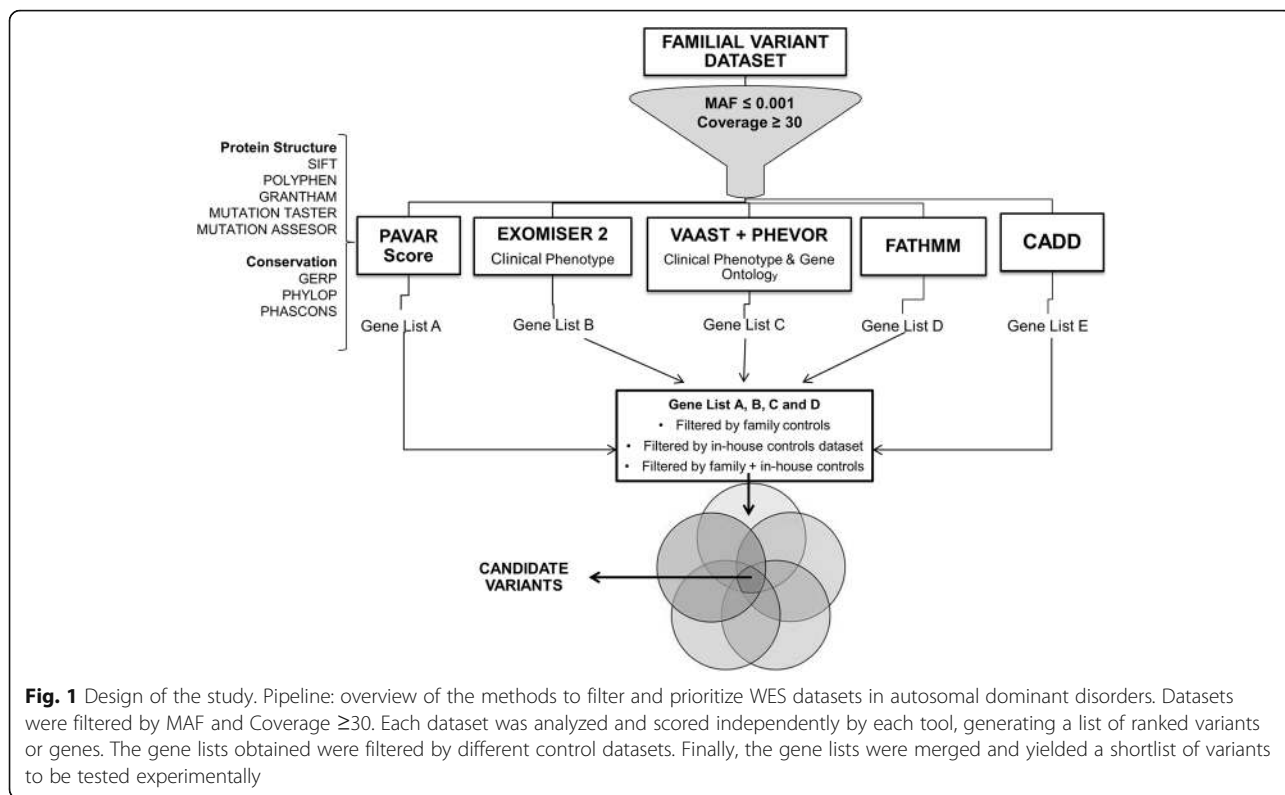 FAMILIAL VARIANT
DATASET
MAF ≤ 0.001
Coverage ≥ 30
Protein Structure
SIFT
POLYPHEN
GRANTHAM
MUTATION TASTER
MUTATION ASSESOR
Conservation
GERP
PHYLOP
PHASCONS
PAVAR
Score
EXOMISER 2
Clinical Phenotype
VAAST + PHEVOR
Clinical Phenotype & Gene
Ontology
FATHMM
CADD
Gene List A
Gene List B
Gene List C
Gene List D
Gene List E
Gene List A, B, C and D
• Filtered by family controls
• Filtered by in-house controls dataset
• Filtered by family + in-house controls
CANDIDATE
VARIANTS
Fig. 1 Design of the study. Pipeline: overview of the methods to filter and prioritize WES datasets in autosomal dominant disorders. Datasets
were filtered by MAF and Coverage ≥30. Each dataset was analyzed and scored independently by each tool, generating a list of ranked variants
or genes. The gene lists obtained were filtered by different control datasets. Finally, the gene lists were merged and yielded a shortlist of variants
to be tested experimentally